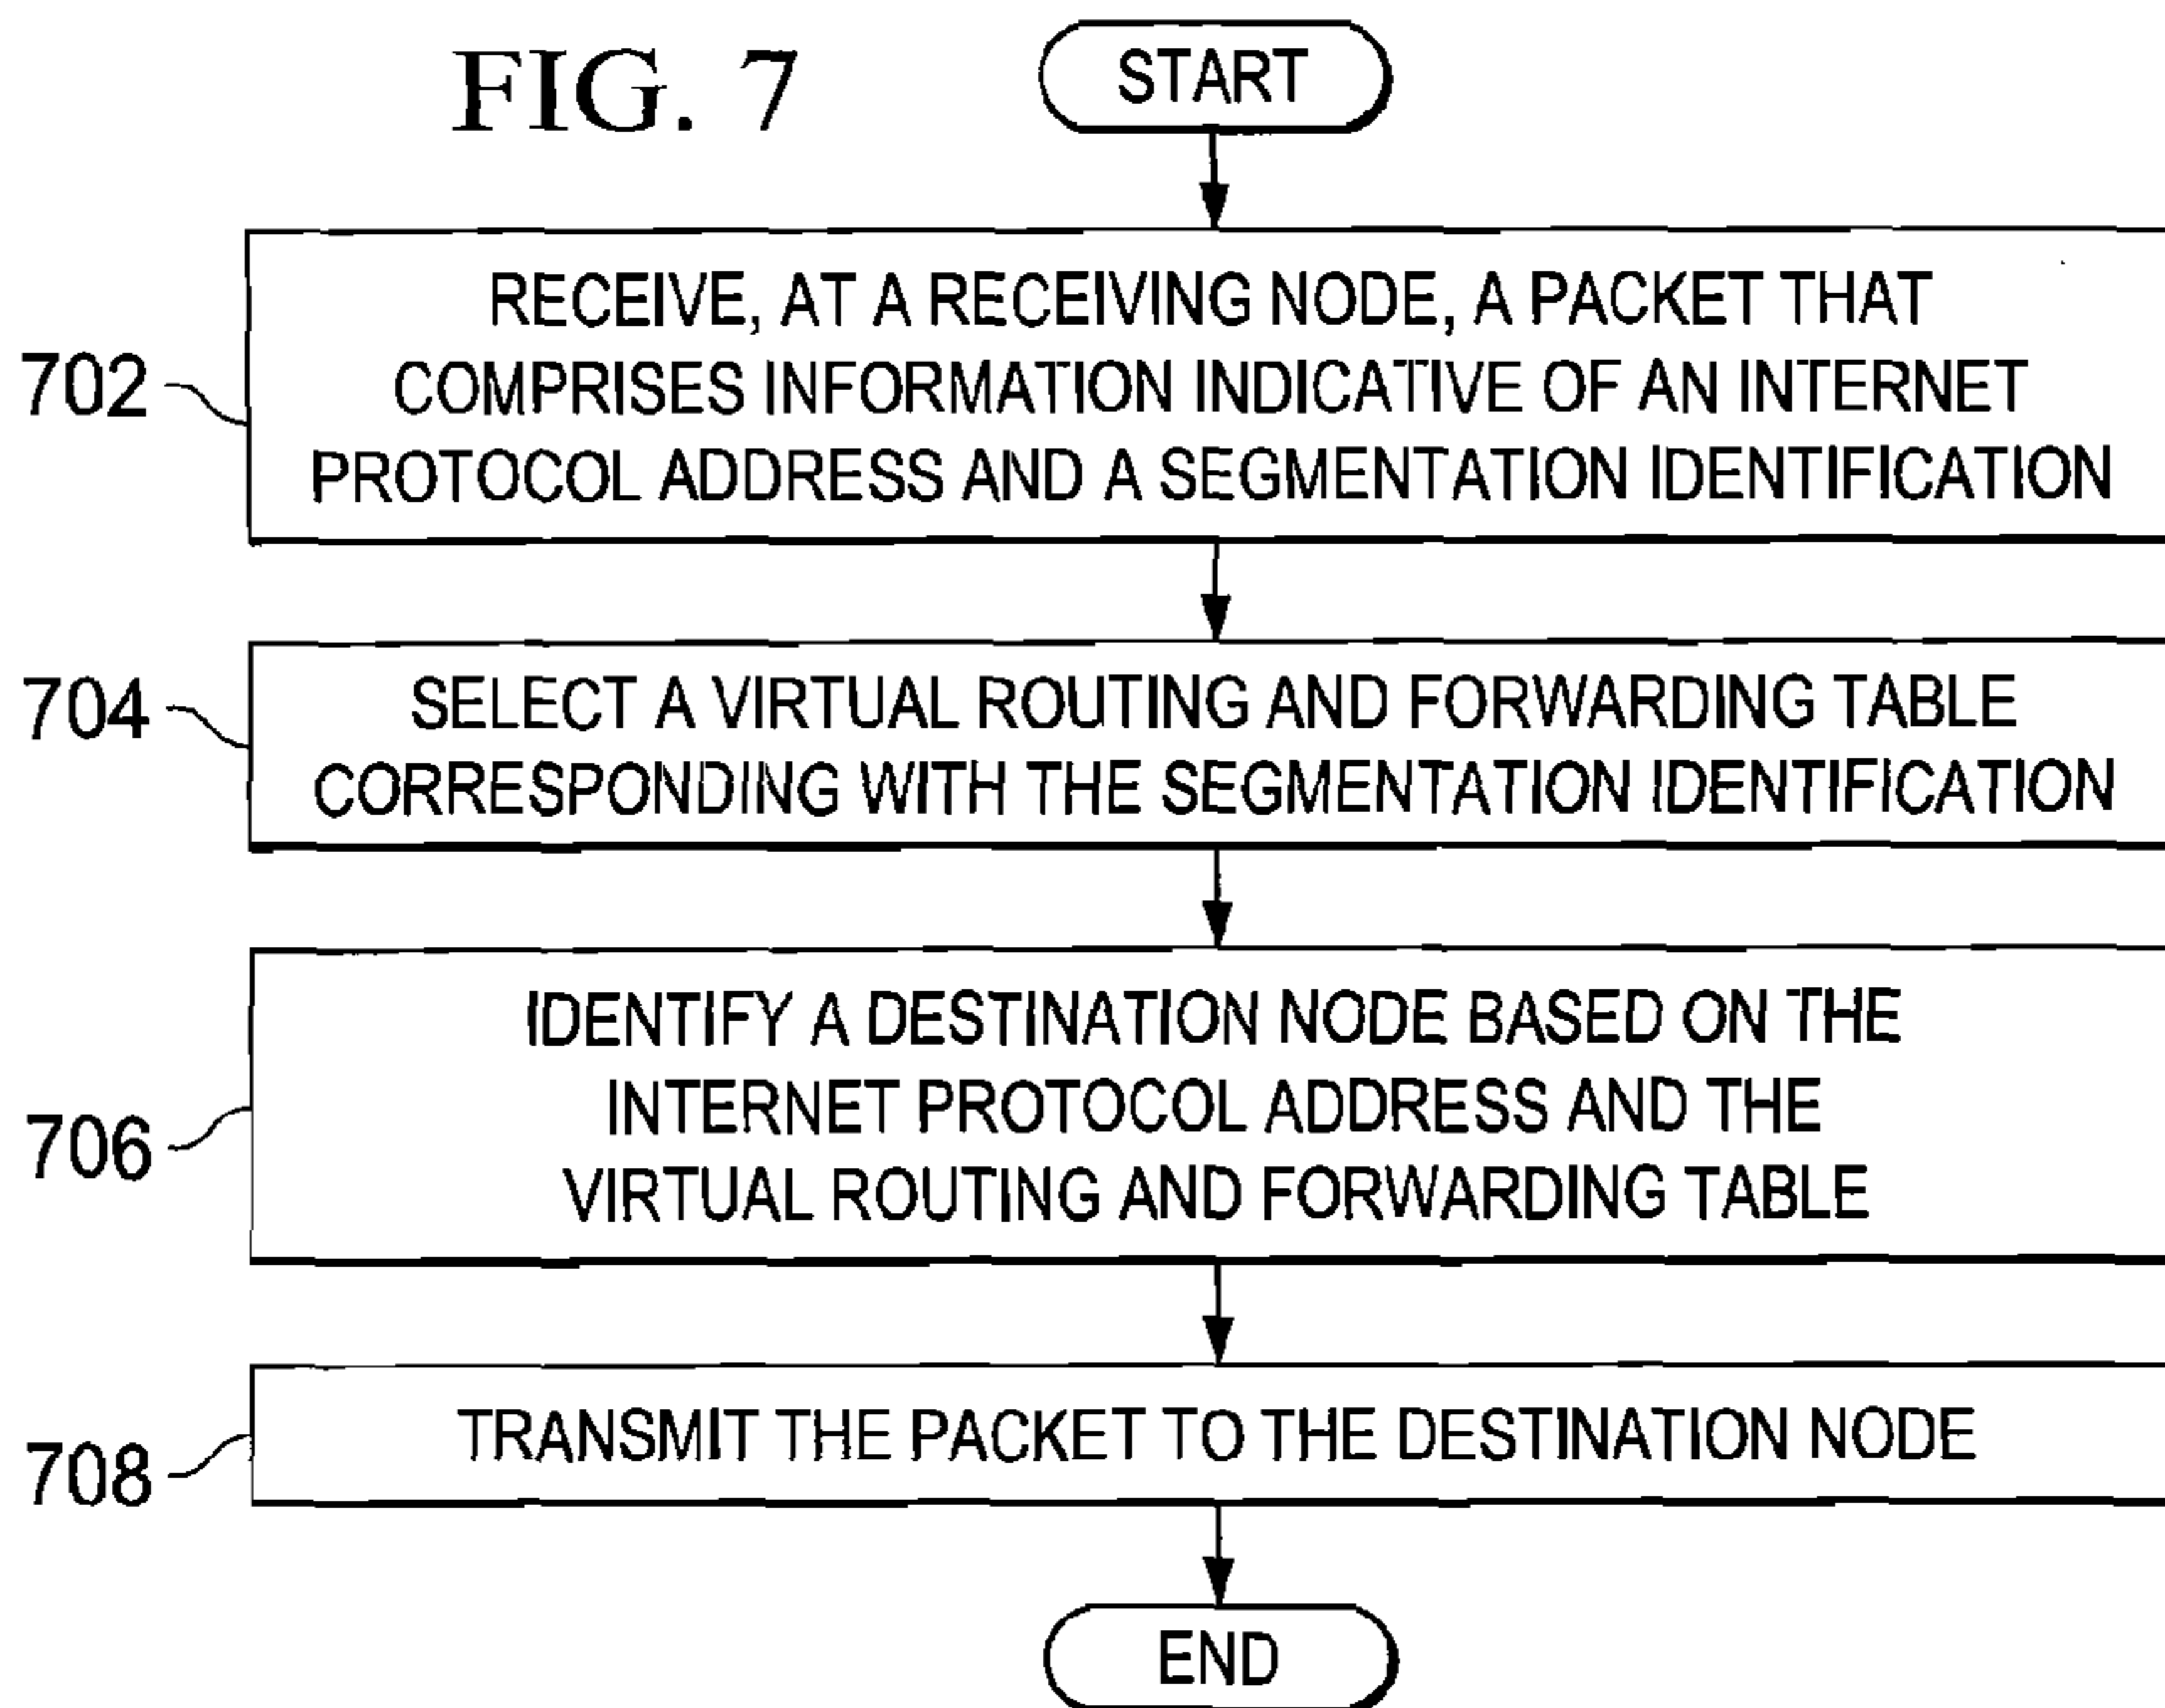 FIG. 7
START
702
RECEIVE, AT A RECEIVING NODE, A PACKET THAT
COMPRISES INFORMATION INDICATIVE OF AN INTERNET
PROTOCOL ADDRESS AND A SEGMENTATION IDENTIFICATION
704
SELECT A VIRTUAL ROUTING AND FORWARDING TABLE
CORRESPONDING WITH THE SEGMENTATION IDENTIFICATION
706
IDENTIFY A DESTINATION NODE BASED ON THE
INTERNET PROTOCOL ADDRESS AND THE
VIRTUAL ROUTING AND FORWARDING TABLE
708
TRANSMIT THE PACKET TO THE DESTINATION NODE
END